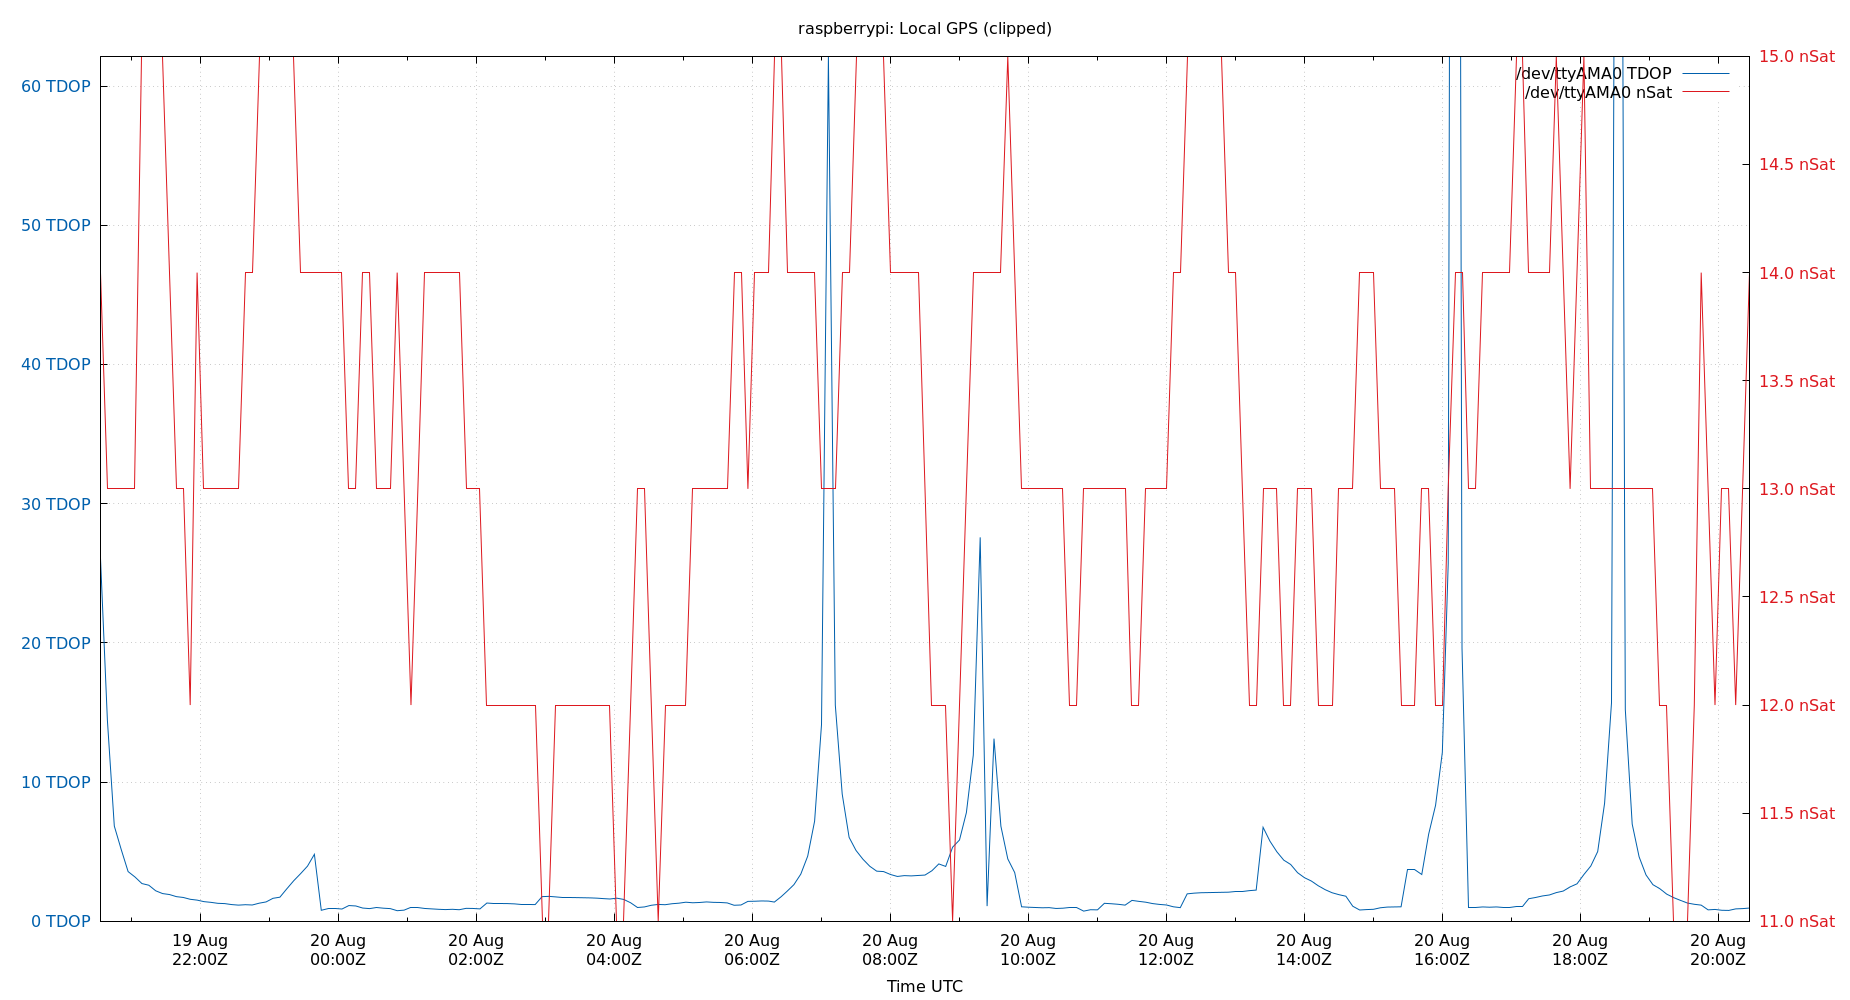 raspberrypi: Local GPS (clipped)
60 TDOP
50 TDOP
40 TDOP
30 TDOP
20 TDOP
10 TDOP
0 TDOP
15.0 nSat
14.5 nSat
14.0 nSat
13.5 nSat
13.0 nSat
12.5 nSat
12.0 nSat
11.5 nSat
11.0 nSat
/dev/ttyAMA0 TDOP
/dev/ttyAMA0 nSat
19 Aug
22:00Z
20 Aug
00:00Z
20 Aug
02:00Z
20 Aug
04:00Z
20 Aug
06:00Z
20 Aug
08:00Z
20 Aug
10:00Z
20 Aug
12:00Z
20 Aug
14:00Z
20 Aug
16:00Z
20 Aug
18:00Z
20 Aug
20:00Z
Time UTC